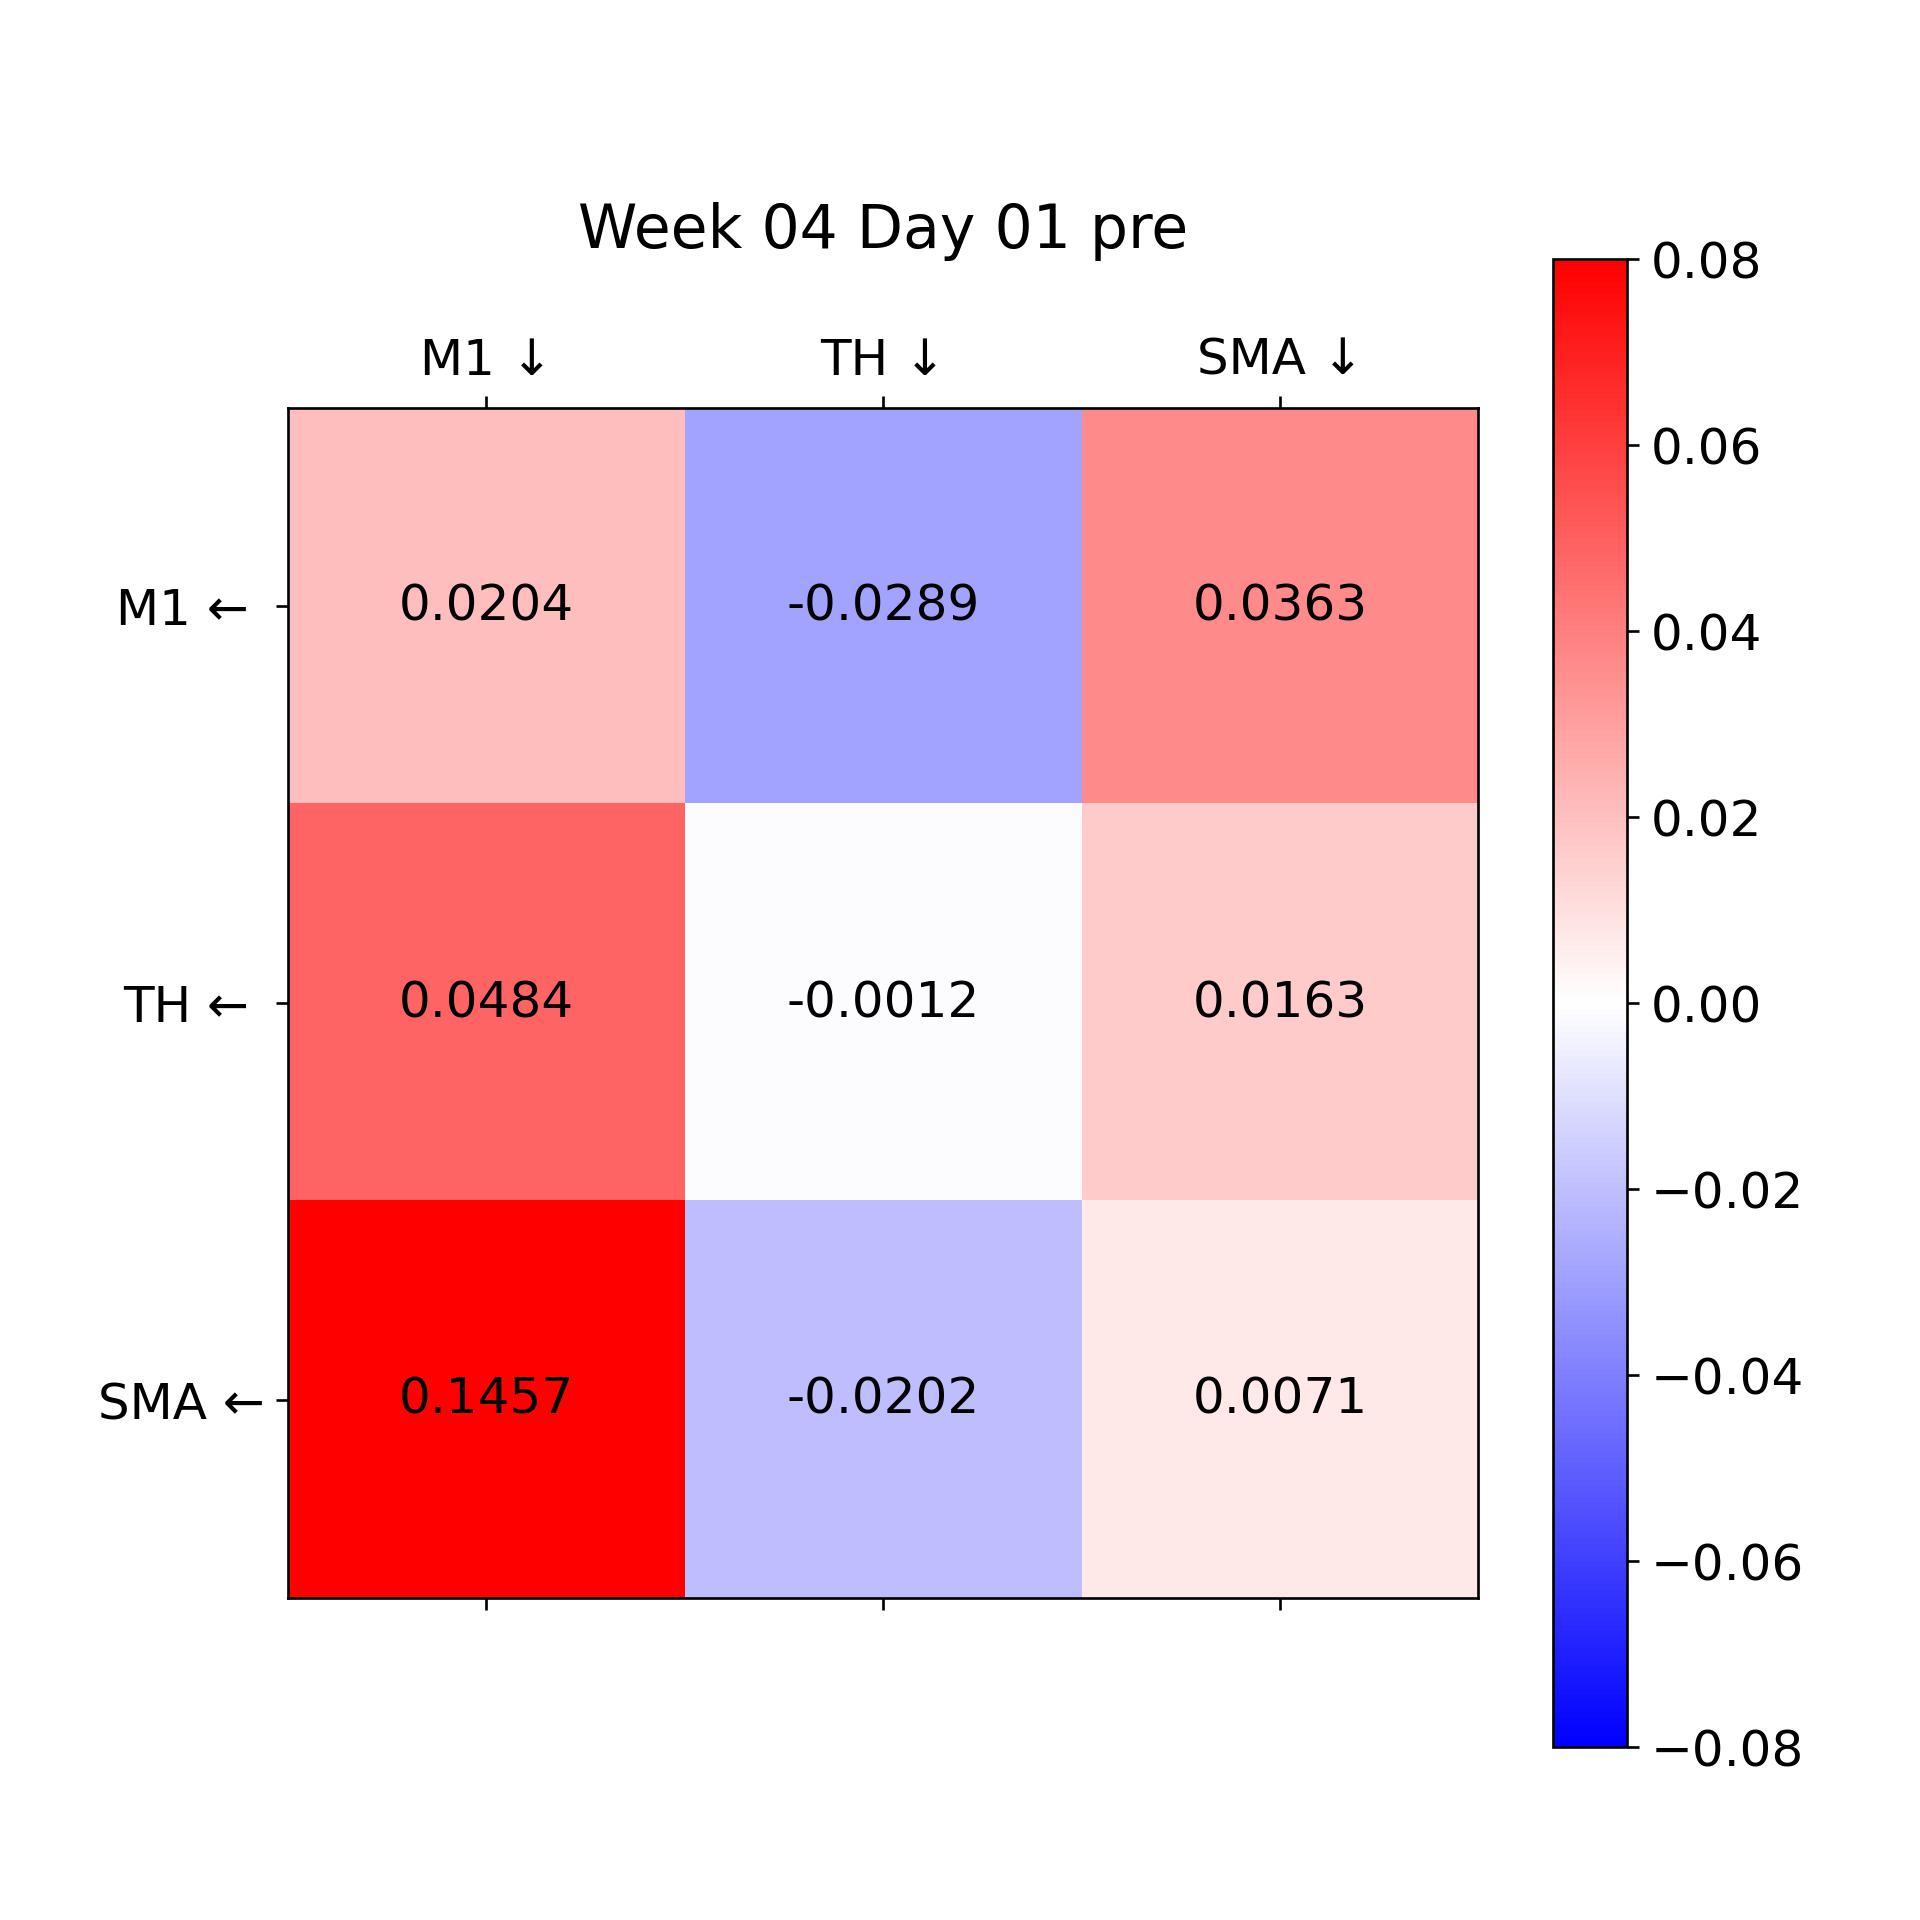 Week 04 Day 01 pre
M1 ↓ TH ↓ SMA ↓
M1 ← 0.0204 -0.0289 0.0363
TH ← 0.0484 -0.0012 0.0163
SMA ← 0.1457 -0.0202 0.0071
0.08
0.06
0.04
0.02
0.00
−0.02
−0.04
−0.06
−0.08